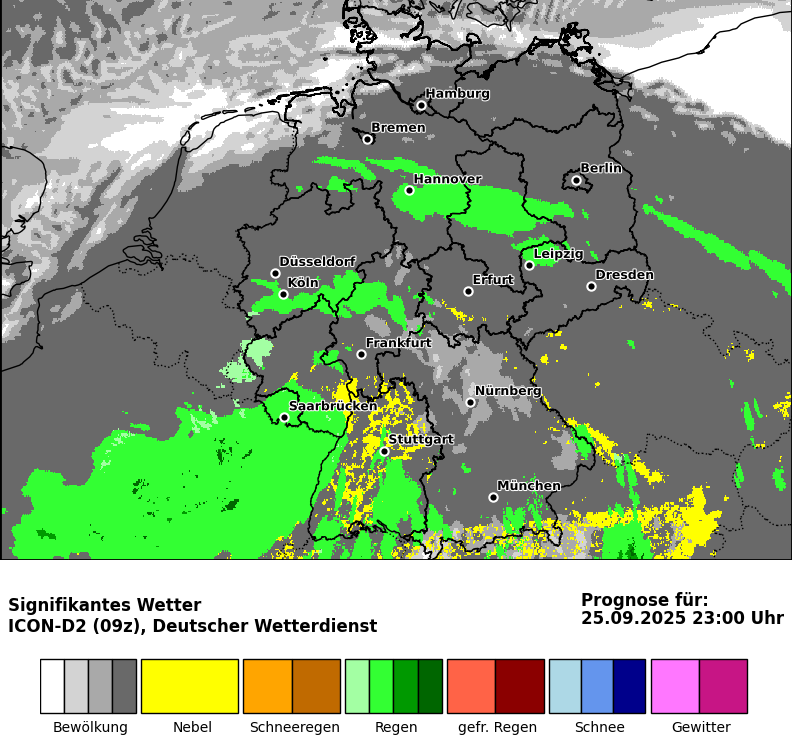 Hamburg
Bremen
Berlin
Hannover
Leipzig
Düsseldorf
Köln
Erfurt
Dresden
Frankfurt
Nürnberg
Saarbrücken
Stuttgart
München
Signifikantes Wetter
ICON-D2 (09z), Deutscher Wetterdienst
Prognose für:
25.09.2025 23:00 Uhr
Bewölkung
Nebel
Schneeregen
Regen
gefr. Regen
Schnee
Gewitter